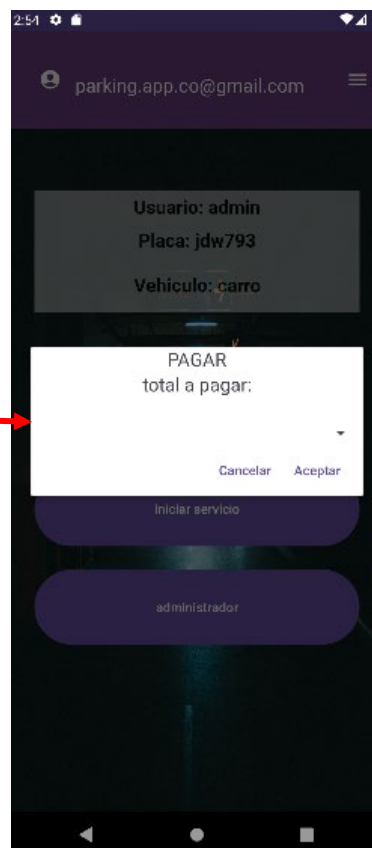 2:54
parking.app.co@gmail.com
Usuario: admin
Placa: jdw793
Vehiculo: carro
PAGAR
total a pagar:
Cancelar Aceptar
iniciar servicio
administrador